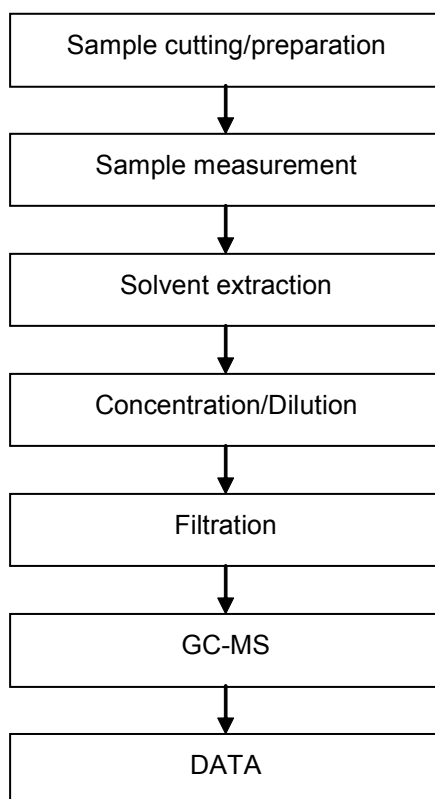 Sample cutting/preparation
Sample measurement
Solvent extraction
Concentration/Dilution
Filtration
GC-MS
DATA